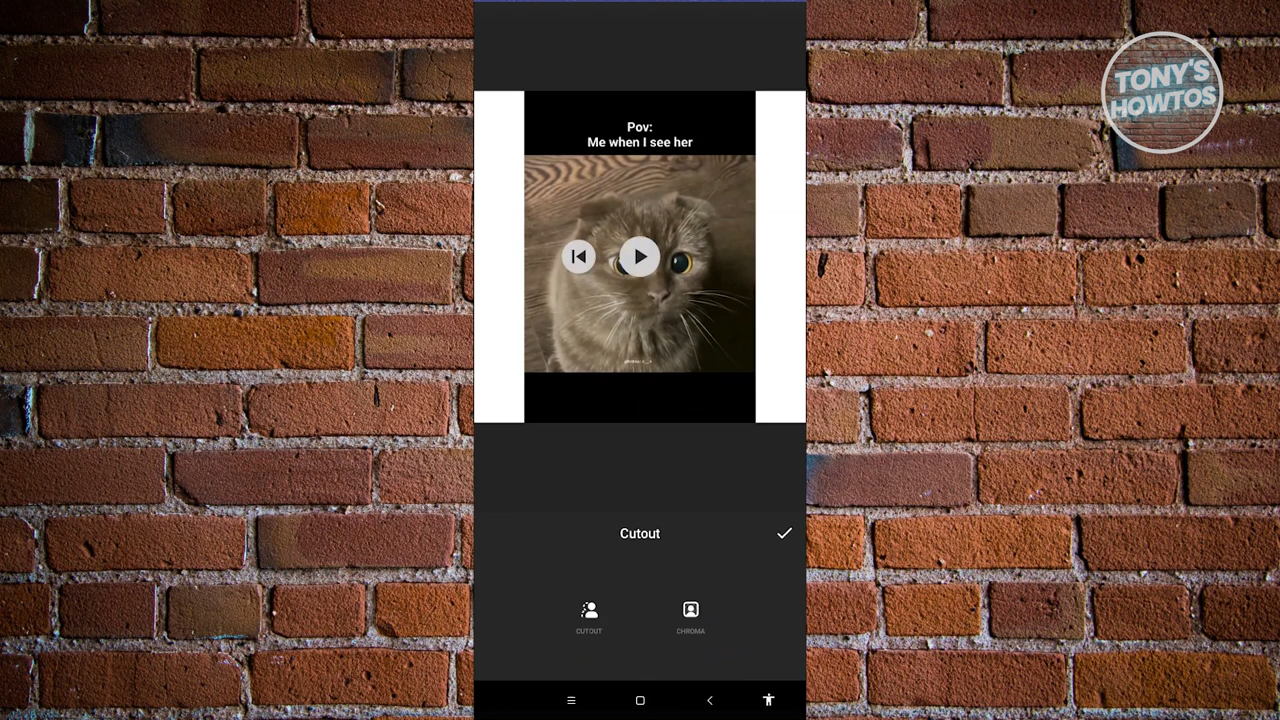 TONY'S
HOWTOS
Pov:
Me when I see her
Cutout
CUTOUT
CHROMA